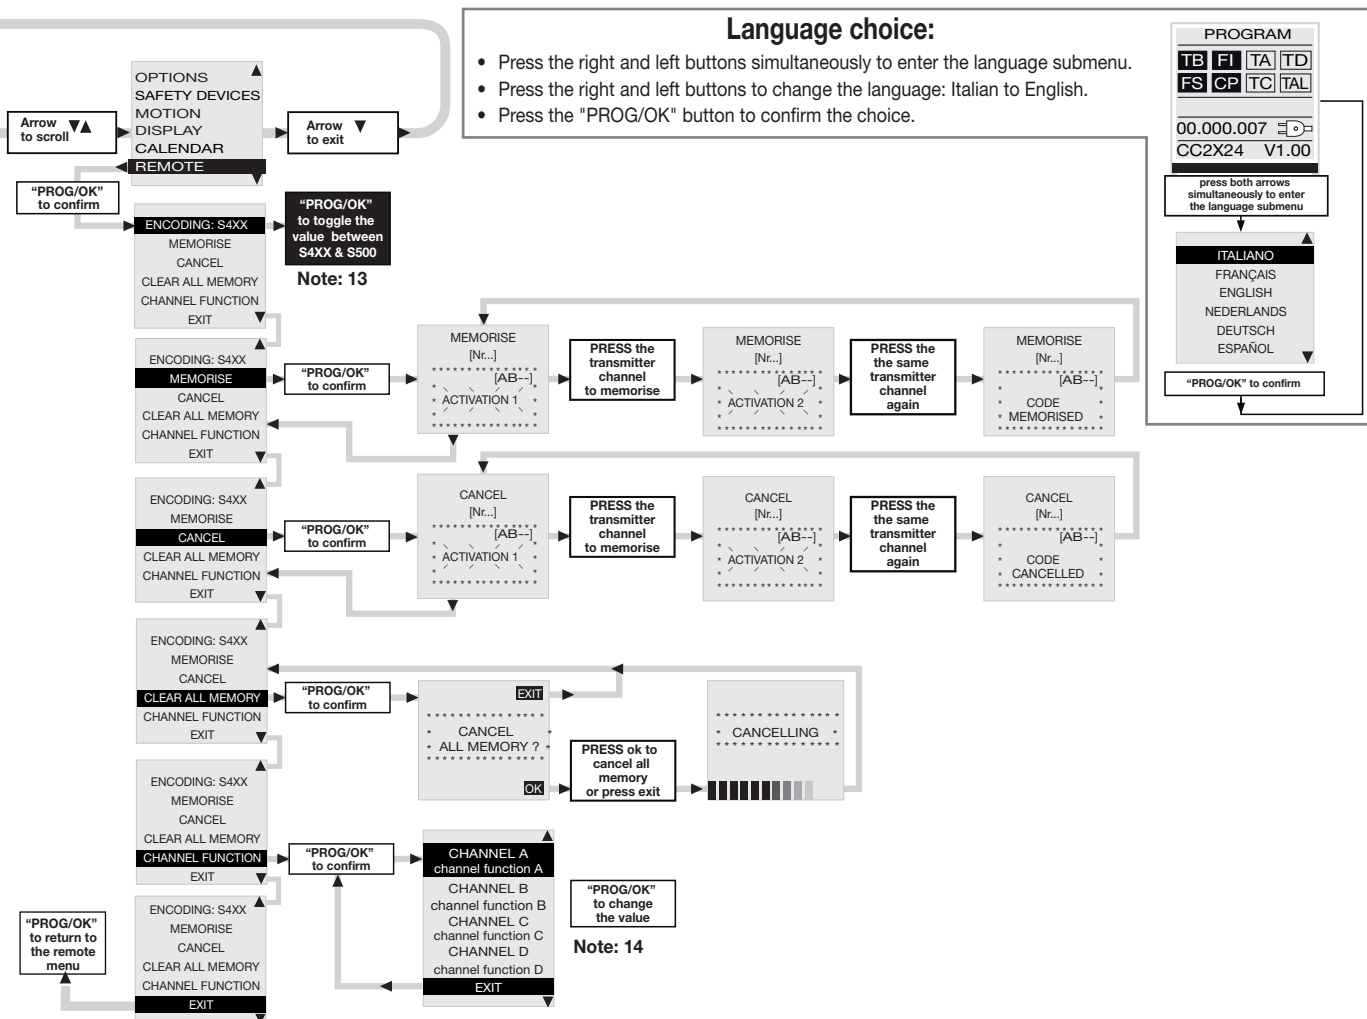 Language choice:
• Press the right and left buttons simultaneously to enter the language submenu.
• Press the right and left buttons to change the language: Italian to English.
• Press the "PROG/OK" button to confirm the choice.
PROGRAM
TB FI TA TD
FS CP TC TAL
00.000.007
CC2X24 V1.00
press both arrows
simultaneously to enter
the language submenu
ITALIANO
FRANÇAIS
ENGLISH
NEDERLANDS
DEUTSCH
ESPAÑOL
“PROG/OK” to confirm
Arrow ▼▲
to scroll
OPTIONS
SAFETY DEVICES
MOTION
DISPLAY
CALENDAR
REMOTE
Arrow ▼
to exit
“PROG/OK”
to confirm
ENCODING: S4XX
MEMORISE
CANCEL
CLEAR ALL MEMORY
CHANNEL FUNCTION
EXIT
“PROG/OK”
to toggle the
value between
S4XX & S500
Note: 13
ENCODING: S4XX
MEMORISE
CANCEL
CLEAR ALL MEMORY
CHANNEL FUNCTION
EXIT
“PROG/OK”
to confirm
MEMORISE
[Nr...]
[AB--]
ACTIVATION 1
PRESS the
transmitter
channel
to memorise
MEMORISE
[Nr...]
[AB--]
ACTIVATION 2
PRESS the
the same
transmitter
channel
again
MEMORISE
[Nr...]
[AB--]
CODE
MEMORISED
ENCODING: S4XX
MEMORISE
CANCEL
CLEAR ALL MEMORY
CHANNEL FUNCTION
EXIT
“PROG/OK”
to confirm
CANCEL
[Nr...]
[AB--]
ACTIVATION 1
PRESS the
transmitter
channel
to memorise
CANCEL
[Nr...]
[AB--]
ACTIVATION 2
PRESS the
the same
transmitter
channel
again
CANCEL
[Nr...]
[AB--]
CODE
CANCELLED
ENCODING: S4XX
MEMORISE
CANCEL
CLEAR ALL MEMORY
CHANNEL FUNCTION
EXIT
“PROG/OK”
to confirm
EXIT
CANCEL
ALL MEMORY ?
OK
PRESS ok to
cancel all
memory
or press exit
CANCELLING
ENCODING: S4XX
MEMORISE
CANCEL
CLEAR ALL MEMORY
CHANNEL FUNCTION
EXIT
“PROG/OK”
to confirm
CHANNEL A
channel function A
CHANNEL B
channel function B
CHANNEL C
channel function C
CHANNEL D
channel function D
EXIT
“PROG/OK”
to change
the value
Note: 14
“PROG/OK”
to return to
the remote
menu
ENCODING: S4XX
MEMORISE
CANCEL
CLEAR ALL MEMORY
CHANNEL FUNCTION
EXIT